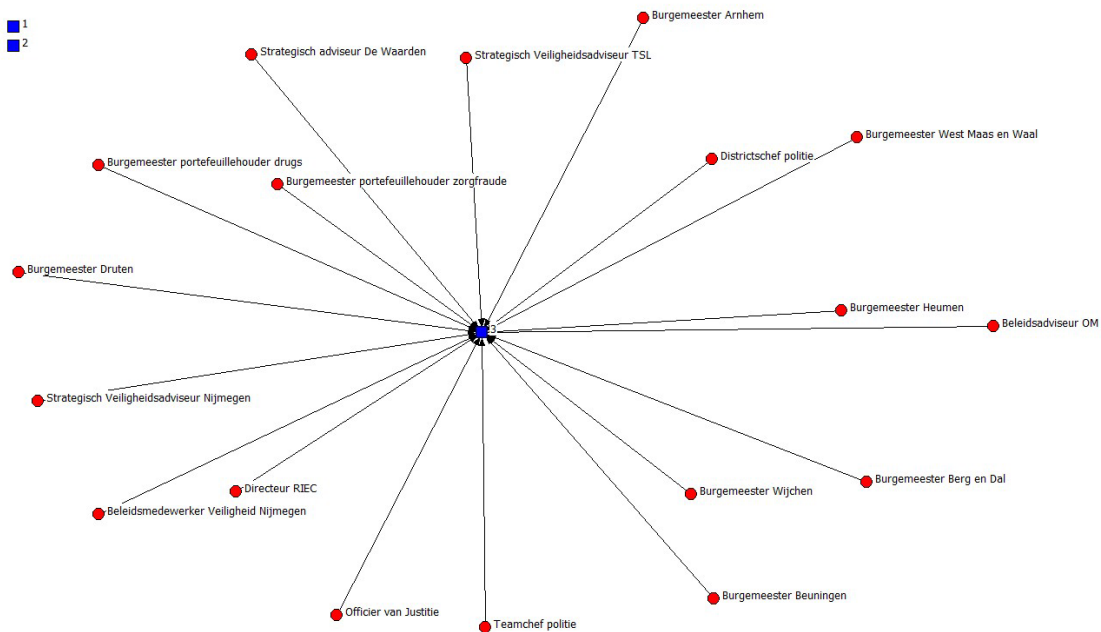 1
2
Burgemeester Arnhem
Strategisch adviseur De Waarden
Strategisch Veiligheidsadviseur TSL
Burgemeester West Maas en Waal
Districtschef politie
Burgemeester portefeuillehouder drugs
Burgemeester portefeuillehouder zorgfraude
Burgemeester Druten
Burgemeester Heumen
Beleidsadviseur OM
3
Strategisch Veiligheidsadviseur Nijmegen
Burgemeester Berg en Dal
Directeur RIEC
Burgemeester Wijchen
Beleidsmedewerker Veiligheid Nijmegen
Burgemeester Beuningen
Officier van Justitie
Teamchef politie